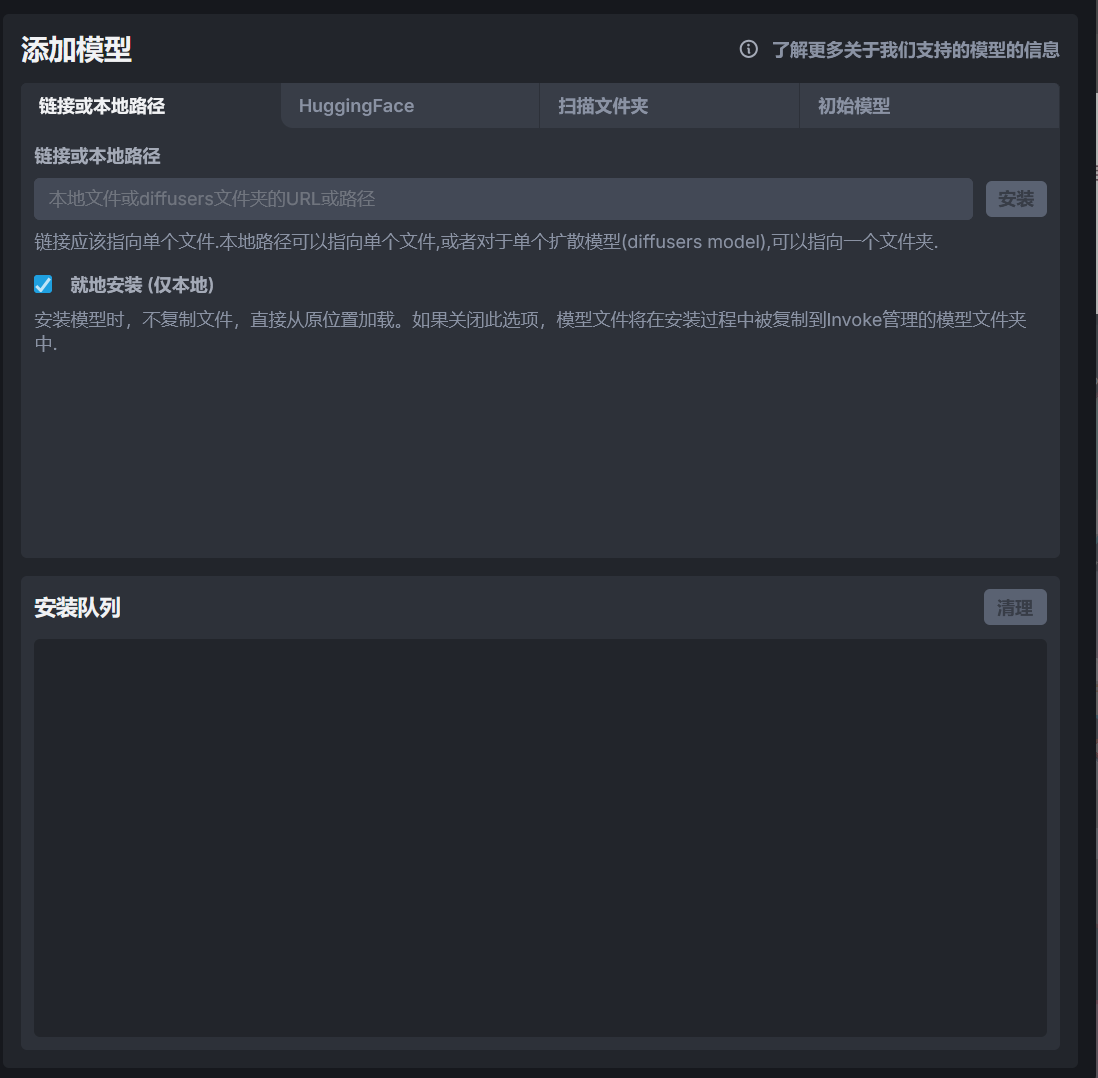 添加模型
了解更多关于我们支持的模型的信息
链接或本地路径
HuggingFace
扫描文件夹
初始模型
链接或本地路径
本地文件或diffusers文件夹的URL或路径
安装
链接应该指向单个文件.本地路径可以指向单个文件,或者对于单个扩散模型(diffusers model),可以指向一个文件夹.
就地安装 (仅本地)
安装模型时，不复制文件，直接从原位置加载。如果关闭此选项，模型文件将在安装过程中被复制到Invoke管理的模型文件夹
中.
安装队列
清理